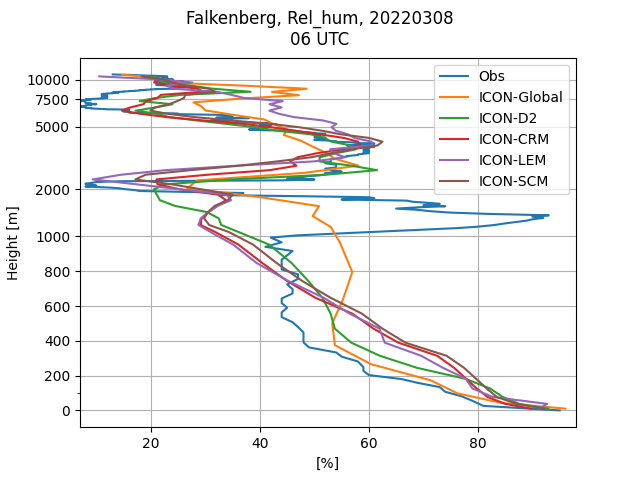 Falkenberg, Rel_hum, 20220308
06 UTC
Obs
ICON-Global
ICON-D2
ICON-CRM
ICON-LEM
ICON-SCM
10000
7500
5000
2000
1000
800
600
400
200
0
Height [m]
20
40
60
80
[%]